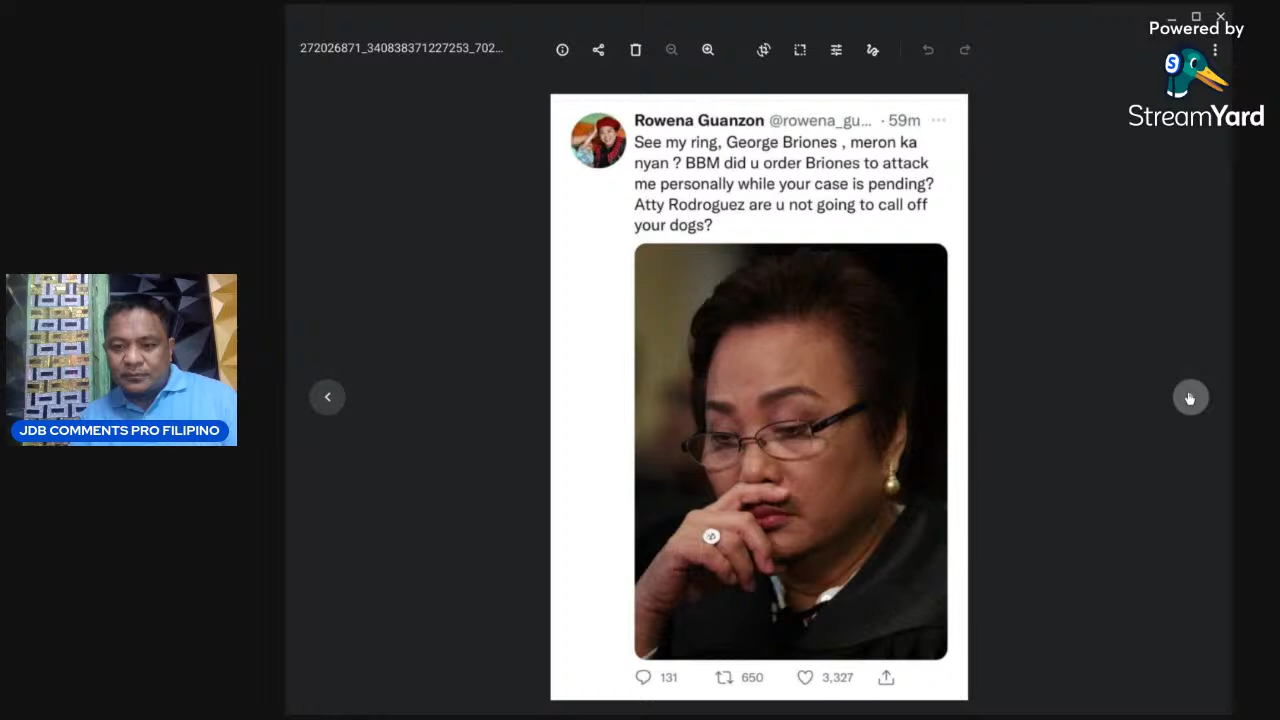 272026871_340838371227253_702...
Powered by
S
StreamYard
Rowena Guanzon @rowena_gu... · 59m
See my ring, George Briones , meron ka
nyan ? BBM did u order Briones to attack
me personally while your case is pending?
Atty Rodroguez are u not going to call off
your dogs?
JDB COMMENTS PRO FILIPINO
131 650 3,327